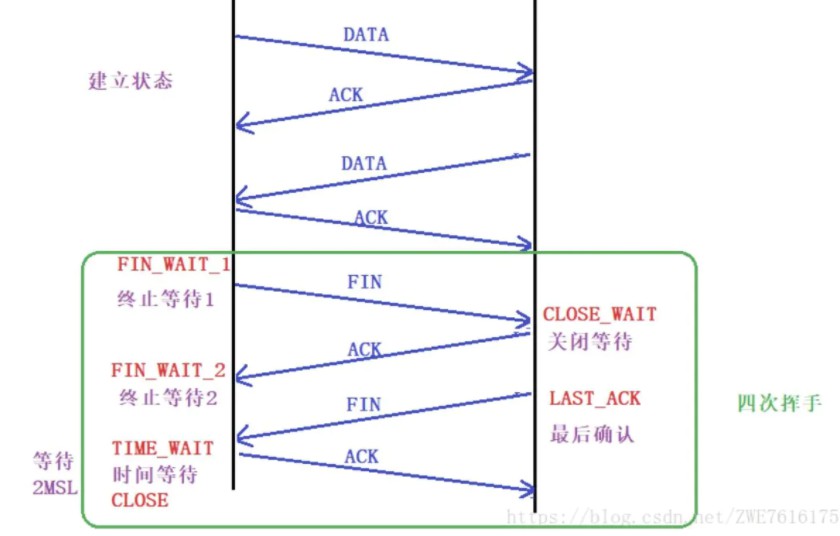 DATA
建立状态
ACK
DATA
ACK
FIN_WAIT_1
FIN
终止等待1
CLOSE_WAIT
关闭等待
ACK
FIN_WAIT_2
终止等待2
FIN
LAST_ACK
四次挥手
最后确认
TIME_WAIT
等待
时间等待
ACK
2MSL
CLOSE
https://blog.csdn.net/ZWE7616175